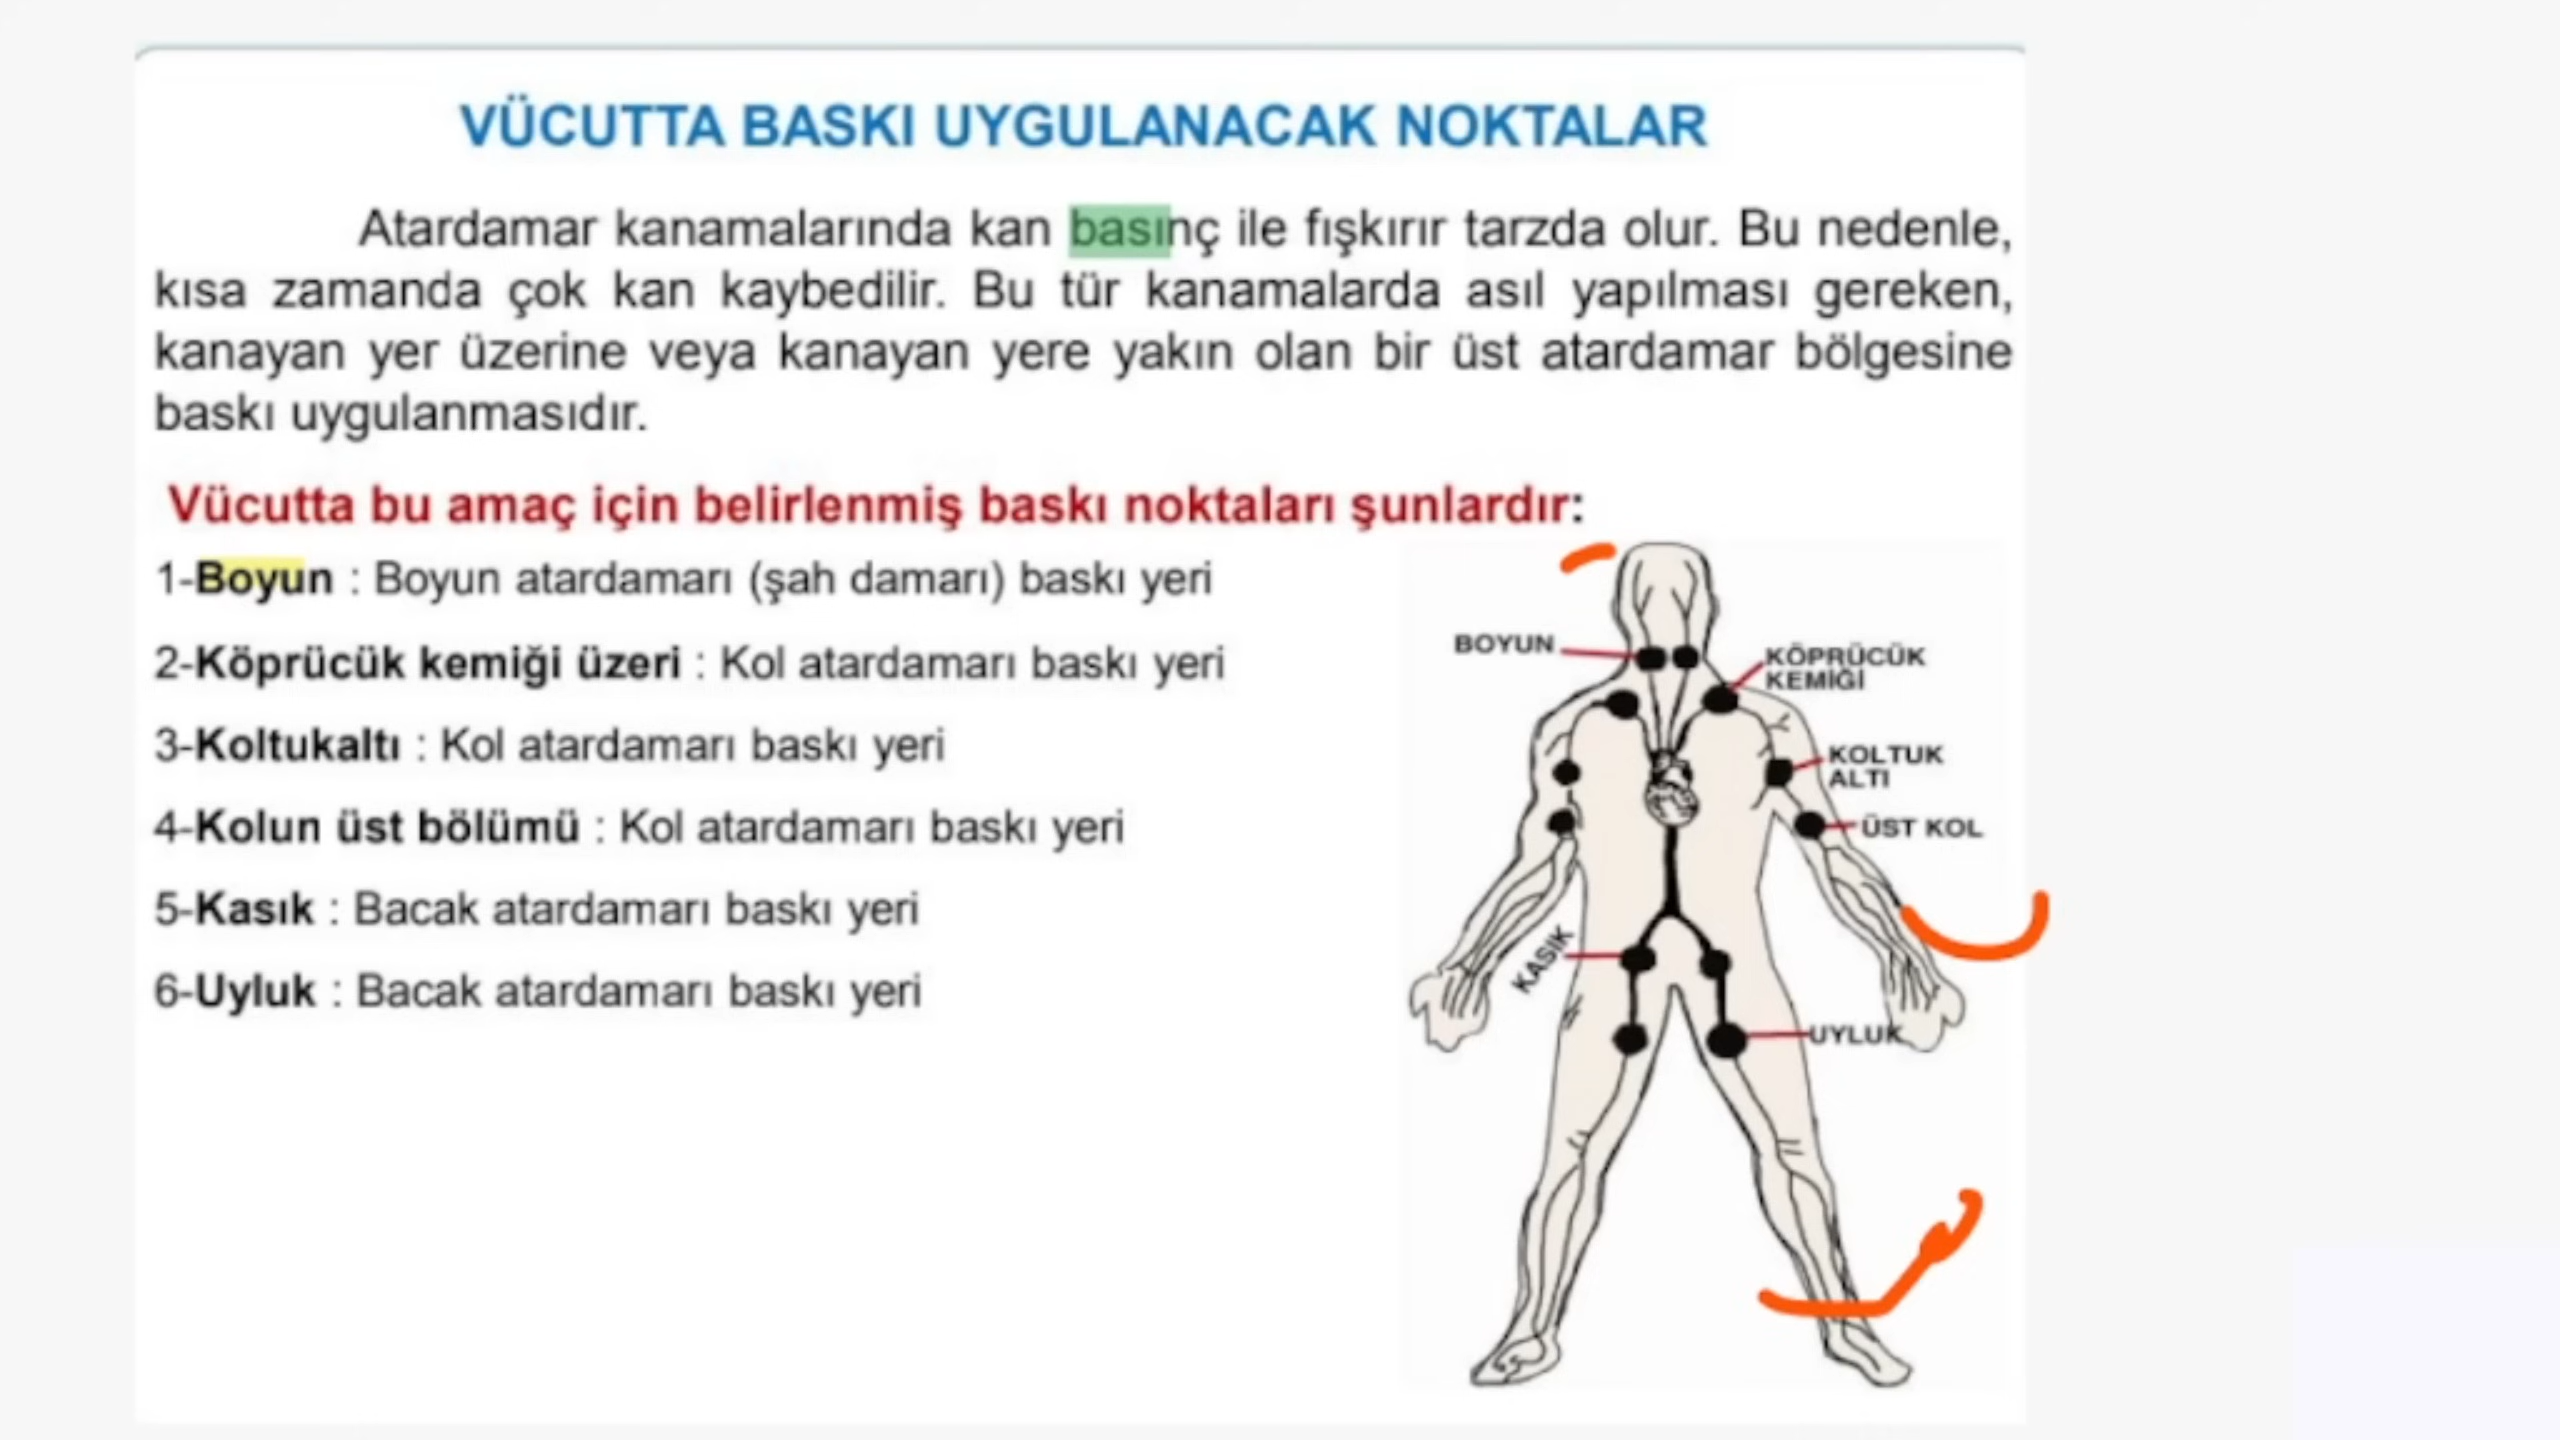 VÜCUTTA BASKI UYGULANACAK NOKTALAR
Atardamar kanamalarında kan basınç ile fışkırır tarzda olur. Bu nedenle,
kısa zamanda çok kan kaybedilir. Bu tür kanamalarda asıl yapılması gereken,
kanayan yer üzerine veya kanayan yere yakın olan bir üst atardamar bölgesine
baskı uygulanmasıdır.
Vücutta bu amaç için belirlenmiş baskı noktaları şunlardır:
1-Boyun : Boyun atardamarı (şah damarı) baskı yeri
2-Köprücük kemiği üzeri : Kol atardamarı baskı yeri
3-Koltukaltı : Kol atardamarı baskı yeri
4-Kolun üst bölümü : Kol atardamarı baskı yeri
5-Kasık : Bacak atardamarı baskı yeri
6-Uyluk : Bacak atardamarı baskı yeri
BOYUN
KÖPRÜCÜK
KEMİĞİ
KOLTUK
ALTI
ÜST KOL
KASIK
UYLUK